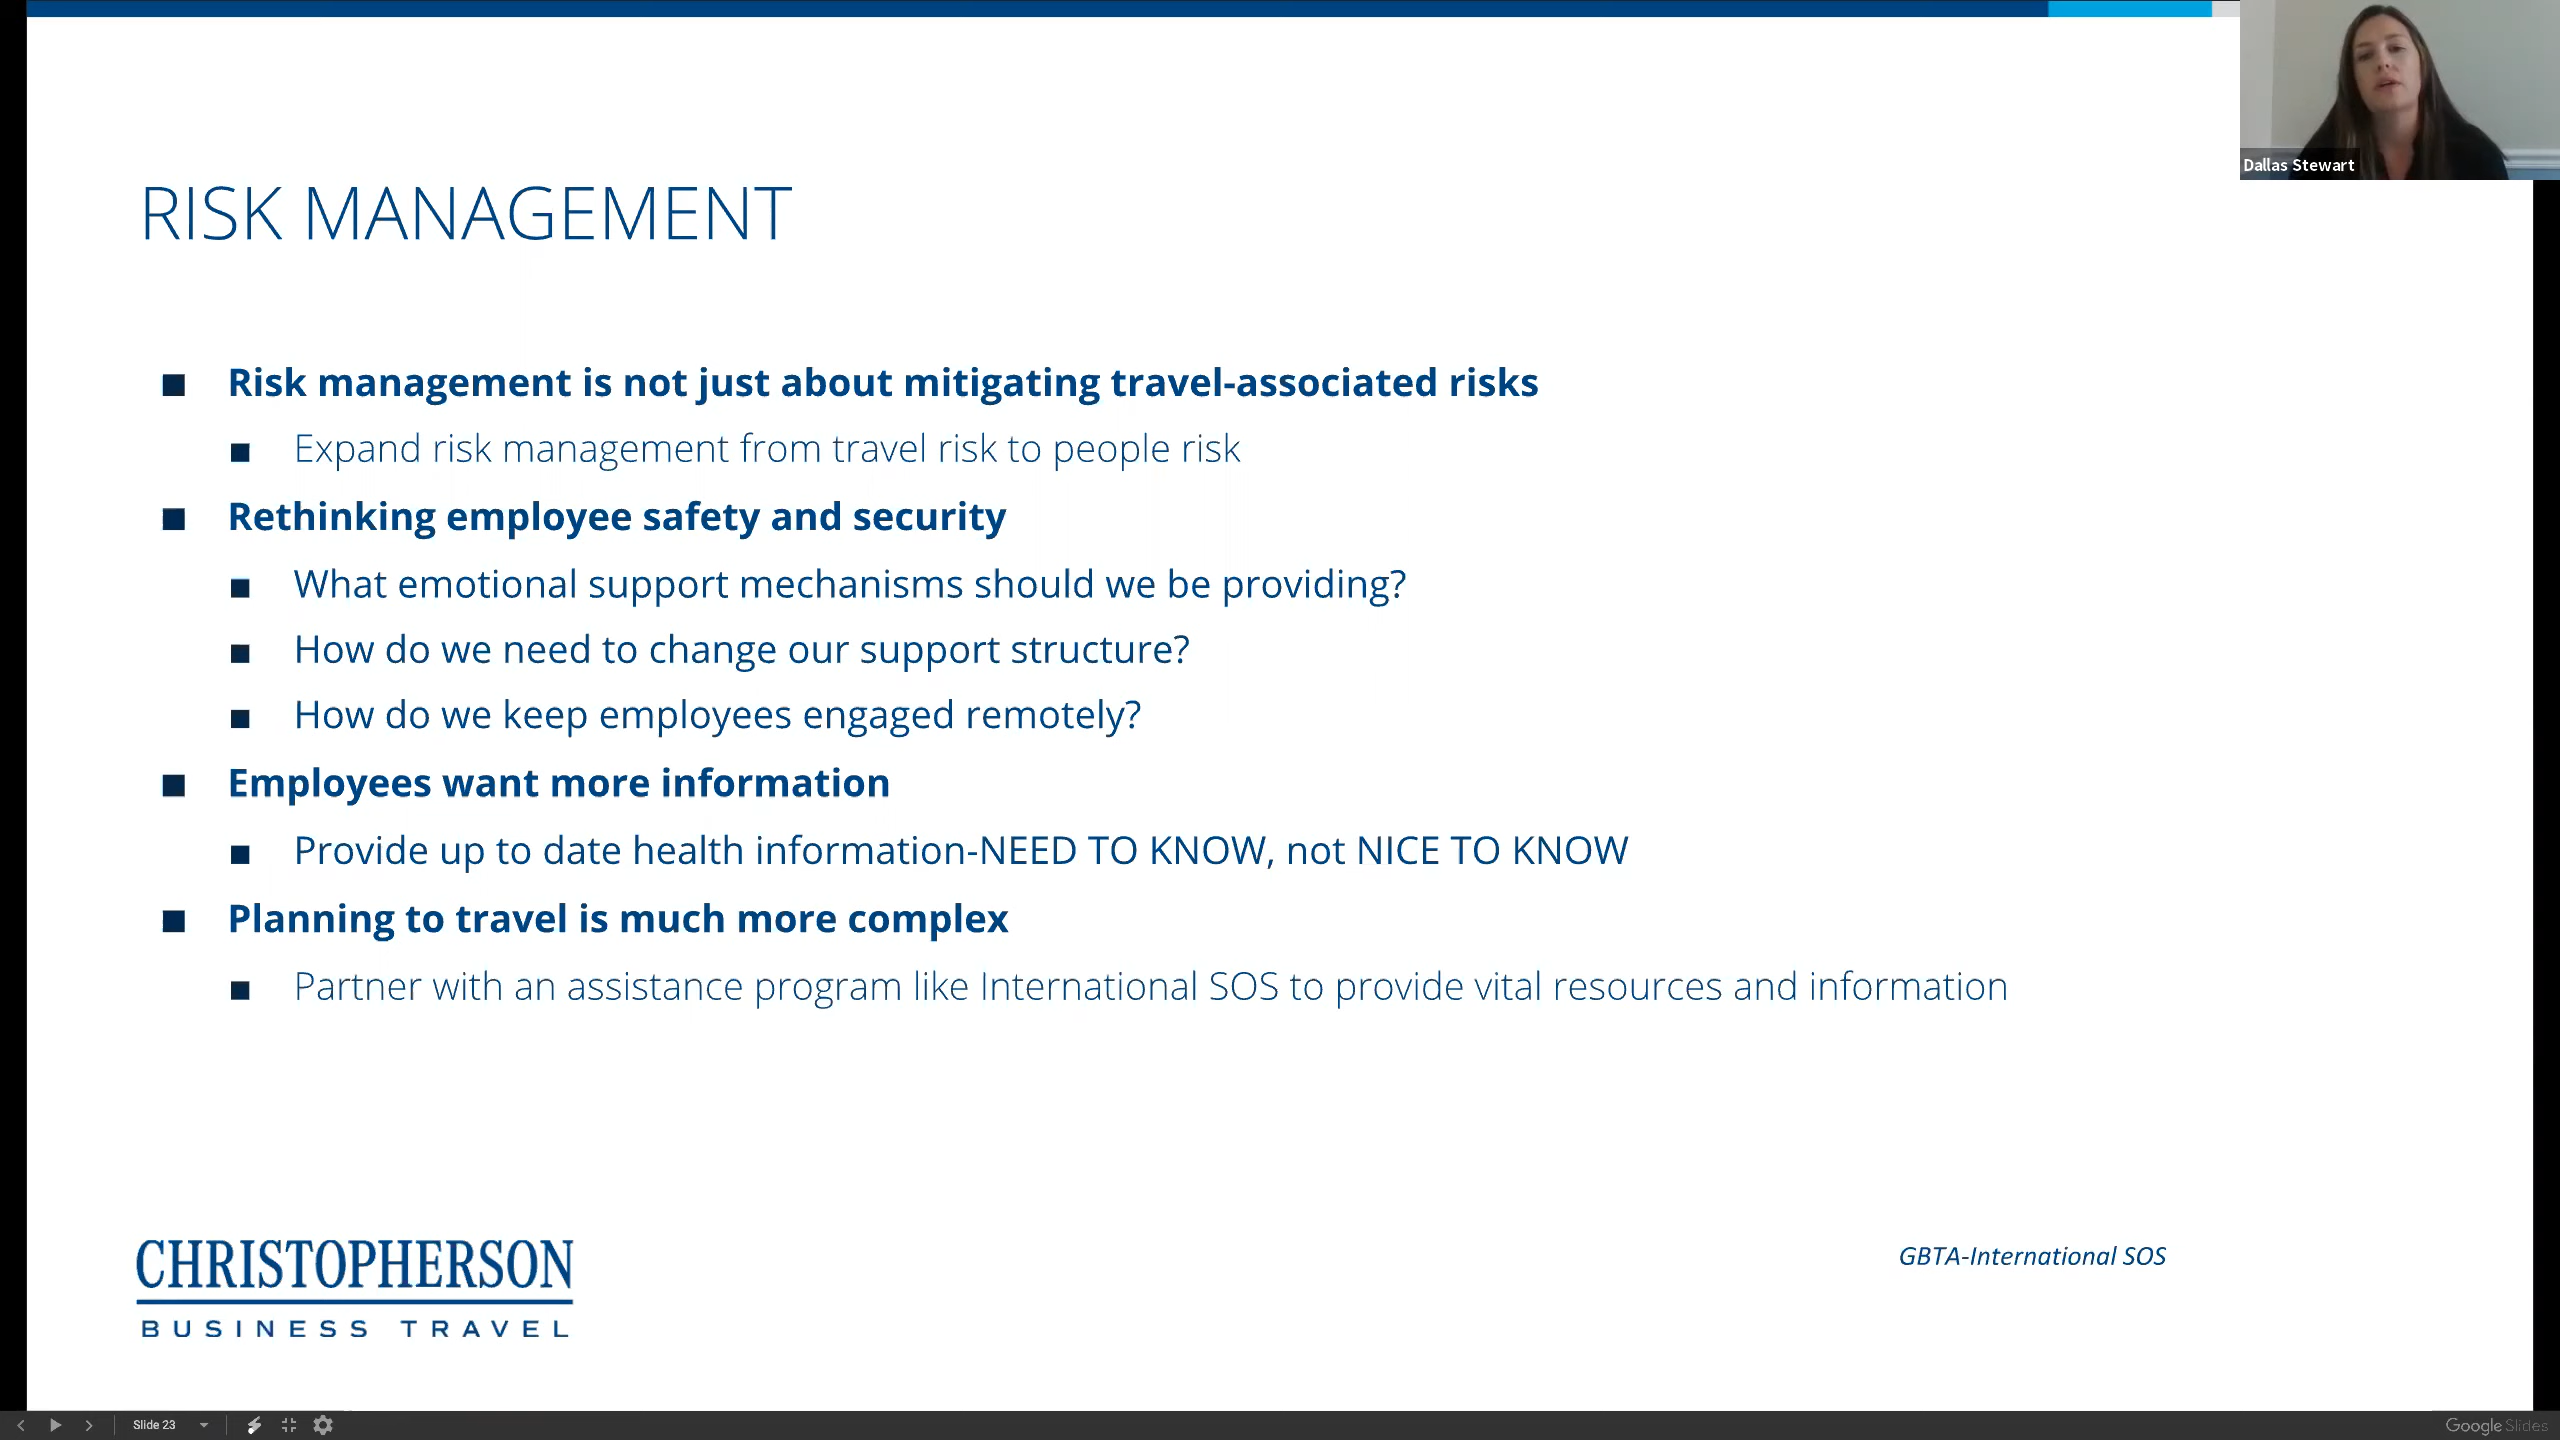 Dallas Stewart
RISK MANAGEMENT
Risk management is not just about mitigating travel-associated risks
Expand risk management from travel risk to people risk
Rethinking employee safety and security
What emotional support mechanisms should we be providing?
How do we need to change our support structure?
How do we keep employees engaged remotely?
Employees want more information
Provide up to date health information-NEED TO KNOW, not NICE TO KNOW
Planning to travel is much more complex
Partner with an assistance program like International SOS to provide vital resources and information
CHRISTOPHERSON
BUSINESS TRAVEL
GBTA-International SOS
Slide 23
Google Slides